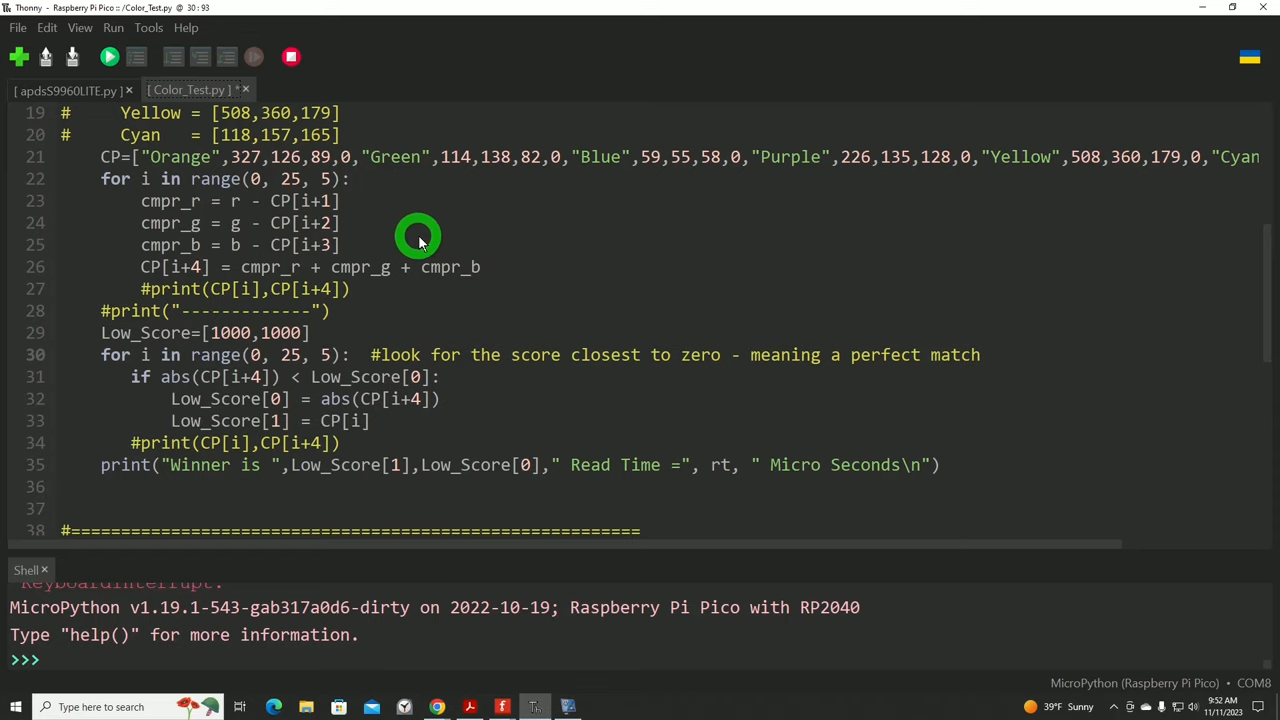 Thonny - Raspberry Pi Pico :: /Color_Test.py @ 30 : 93
File Edit View Run Tools Help
[ apdsS9960LITE.py ] × [ Color_Test.py ] * ×
19 #     Yellow = [508,360,179]
20 #     Cyan   = [118,157,165]
21     CP=["Orange",327,126,89,0,"Green",114,138,82,0,"Blue",59,55,58,0,"Purple",226,135,128,0,"Yellow",508,360,179,0,"Cyan
22     for i in range(0, 25, 5):
23         cmpr_r = r - CP[i+1]
24         cmpr_g = g - CP[i+2]
25         cmpr_b = b - CP[i+3]
26         CP[i+4] = cmpr_r + cmpr_g + cmpr_b
27         #print(CP[i],CP[i+4])
28     #print("-------------")
29     Low_Score=[1000,1000]
30     for i in range(0, 25, 5):  #look for the score closest to zero - meaning a perfect match
31        if abs(CP[i+4]) < Low_Score[0]:
32            Low_Score[0] = abs(CP[i+4])
33            Low_Score[1] = CP[i]
34        #print(CP[i],CP[i+4])
35     print("Winner is ",Low_Score[1],Low_Score[0]," Read Time =", rt, " Micro Seconds\n")
36
37
38 #=========================================================
Shell ×
KeyboardInterrupt:
MicroPython v1.19.1-543-gab317a0d6-dirty on 2022-10-19; Raspberry Pi Pico with RP2040
Type "help()" for more information.
>>>
MicroPython (Raspberry Pi Pico) • COM8
Type here to search
39°F Sunny
9:52 AM
11/11/2023